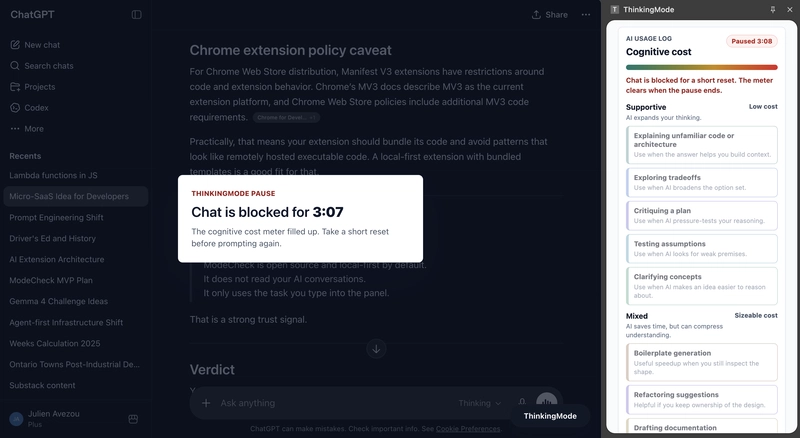 ChatGPT
New chat
Search chats
Projects
Codex
More
Recents
Lambda functions in JS
Micro-SaaS Idea for Developers
Prompt Engineering Shift
Driver's Ed and History
AI Extension Architecture
ModeCheck MVP Plan
Gemma 4 Challenge Ideas
Agent-first Infrastructure Shift
Weeks Calculation 2025
Ontario Towns Post-Industrial De...
Substack content
Julien Avezou
Plus
Share
Chrome extension policy caveat
For Chrome Web Store distribution, Manifest V3 extensions have restrictions around
code and extension behavior. Chrome's MV3 docs describe MV3 as the current
extension platform, and Chrome Web Store policies include additional MV3 code
requirements. Chrome for Devel... +1
Practically, that means your extension should bundle its code and avoid patterns that
look like remotely hosted executable code. A local-first extension with bundled
templates is a good fit for that.
THINKINGMODE PAUSE
Chat is blocked for 3:07
The cognitive cost meter filled up. Take a short reset
before prompting again.
ModeCheck is open source and local-first by default.
It does not read your AI conversations.
It only uses the task you type into the panel.
That is a strong trust signal.
Verdict
Ask anything
Thinking
ThinkingMode
ChatGPT can make mistakes. Check important info. See Cookie Preferences.
T ThinkingMode
AI USAGE LOG
Cognitive cost
Paused 3:08
Chat is blocked for a short reset. The meter
clears when the pause ends.
Supportive Low cost
AI expands your thinking.
Explaining unfamiliar code or
architecture
Use when the answer helps you build context.
Exploring tradeoffs
Use when AI broadens the option set.
Critiquing a plan
Use when AI pressure-tests your reasoning.
Testing assumptions
Use when AI looks for weak premises.
Clarifying concepts
Use when AI makes an idea easier to reason
about.
Mixed Sizeable cost
AI saves time, but can compress
understanding.
Boilerplate generation
Useful speedup when you still inspect the
shape.
Refactoring suggestions
Helpful if you keep ownership of the design.
Drafting documentation